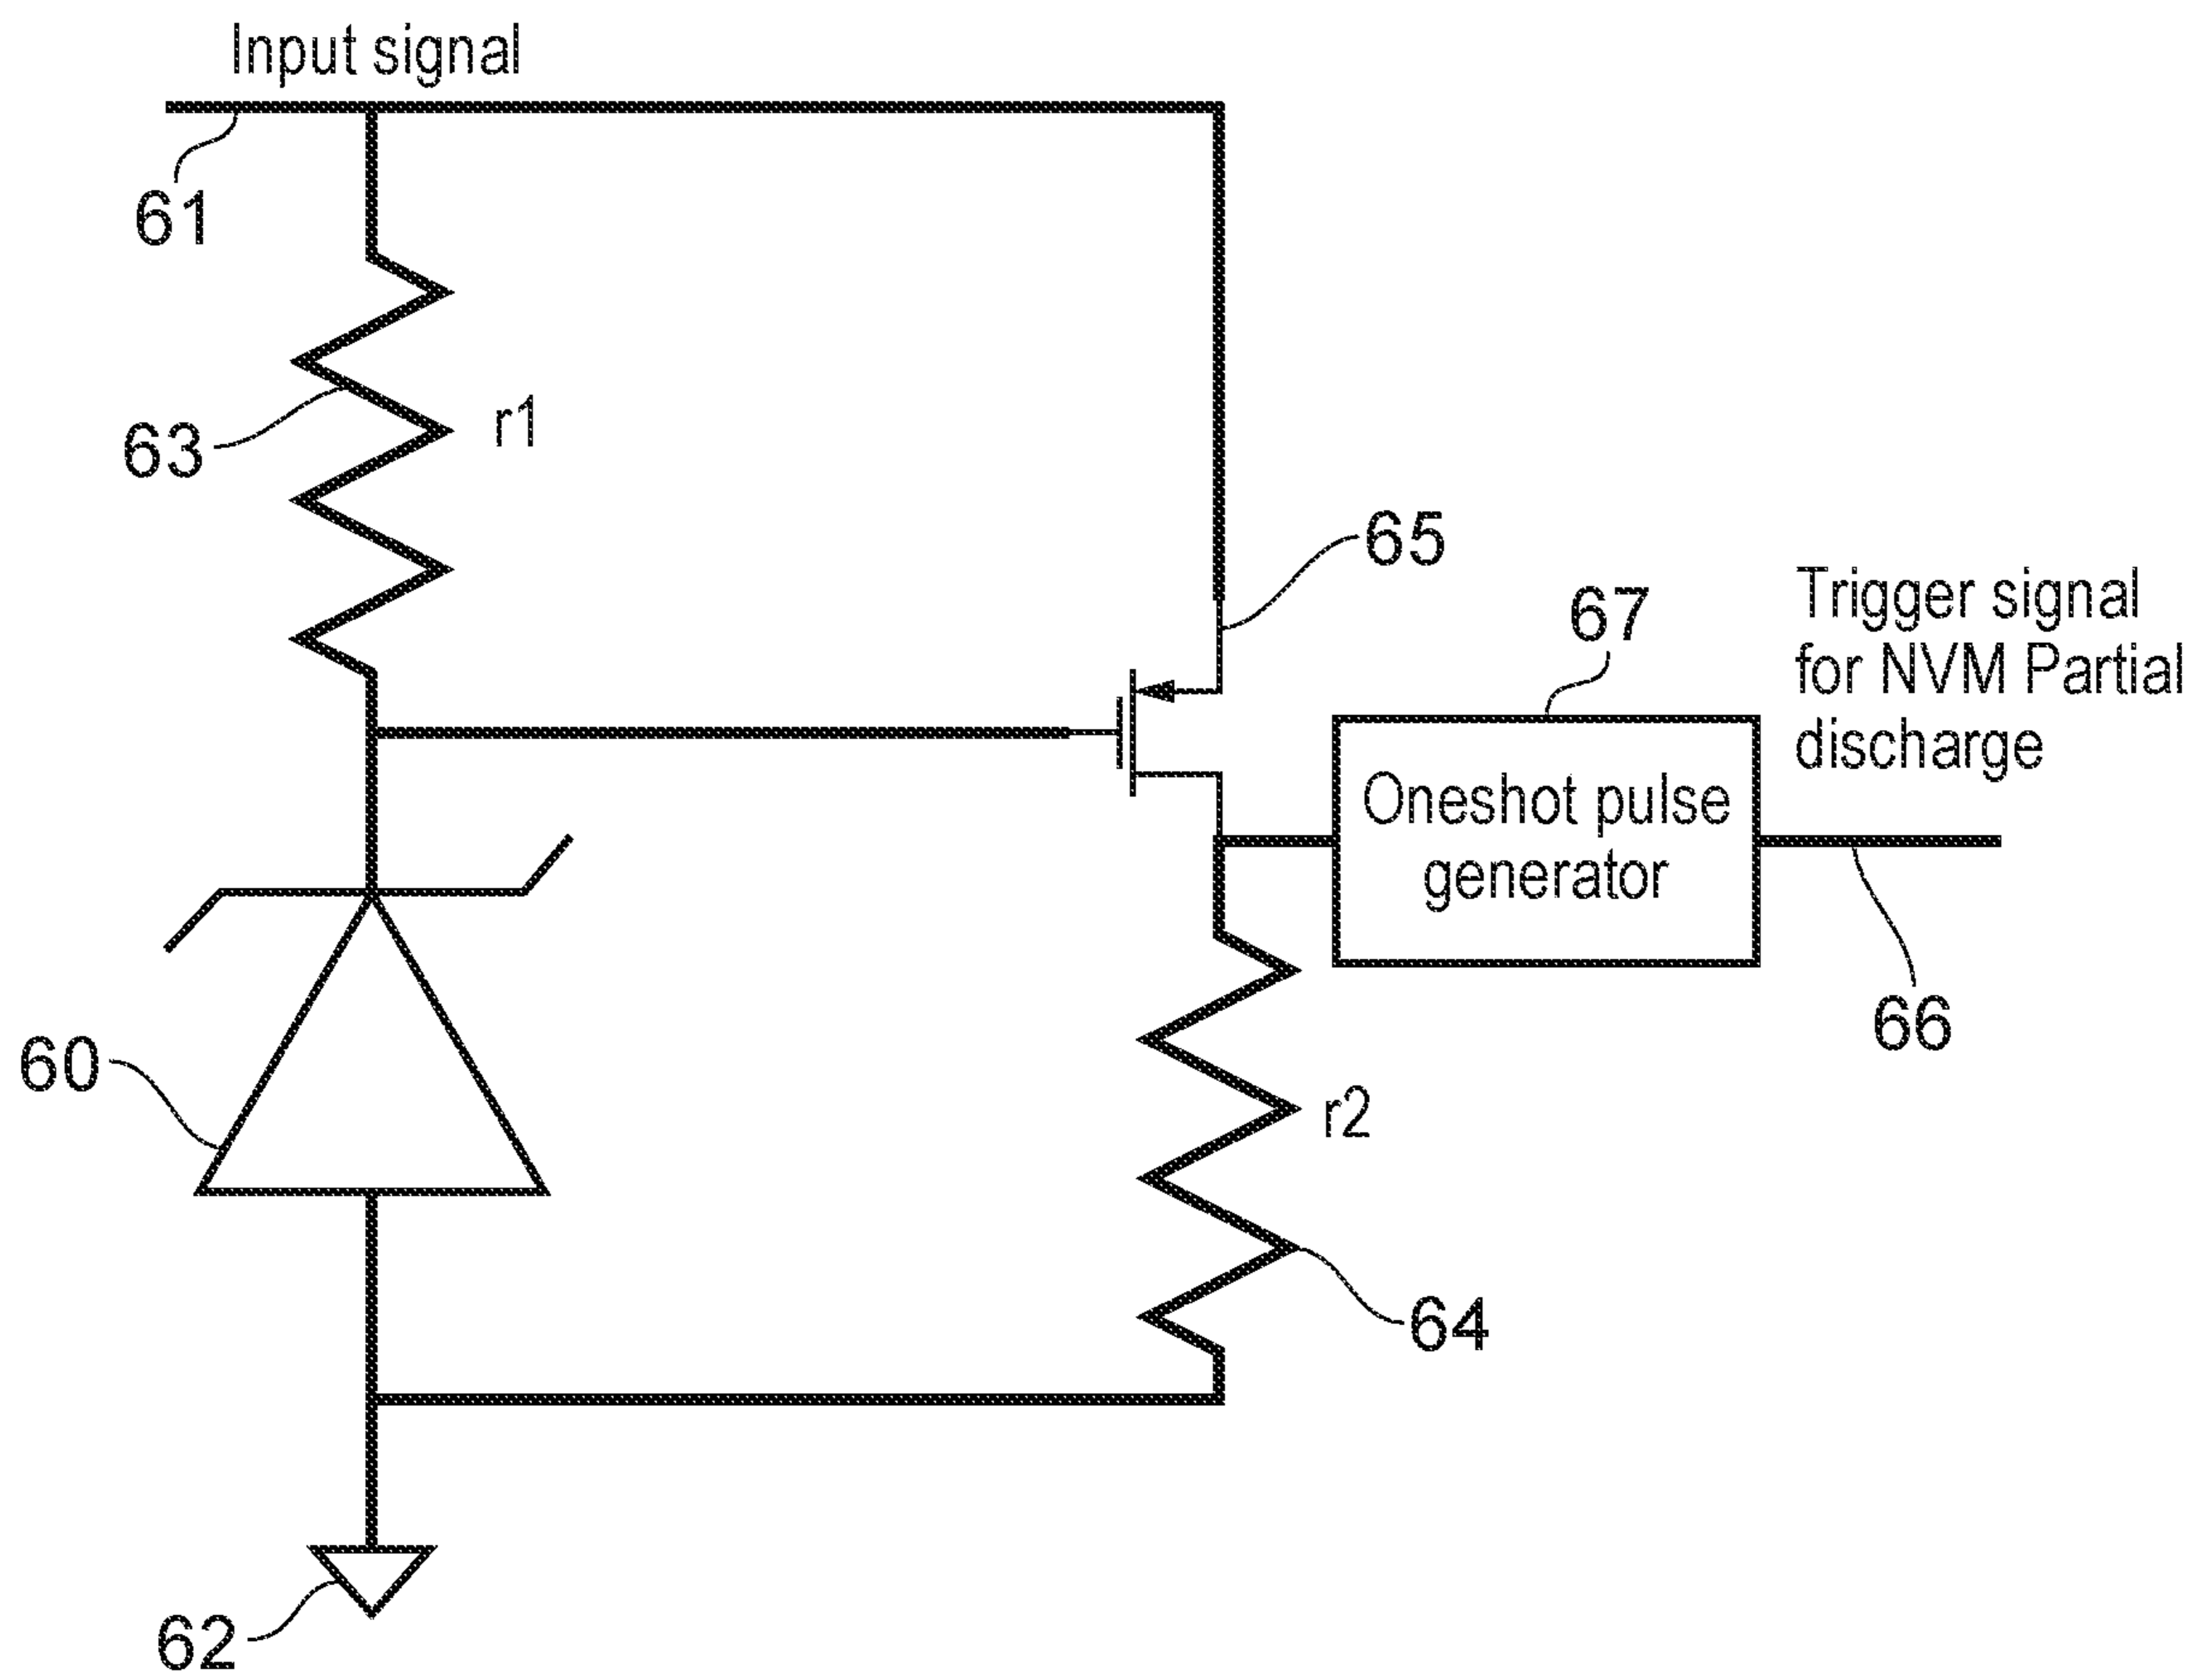 Input signal
61
63
r1
65
67
Trigger signal
for NVM Partial
discharge
Oneshot pulse
generator
66
60
r2
64
62